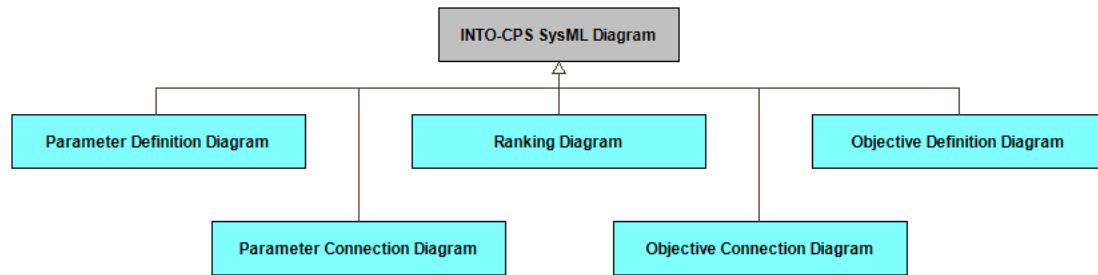 INTO-CPS SysML Diagram
Parameter Definition Diagram
Ranking Diagram
Objective Definition Diagram
Parameter Connection Diagram
Objective Connection Diagram